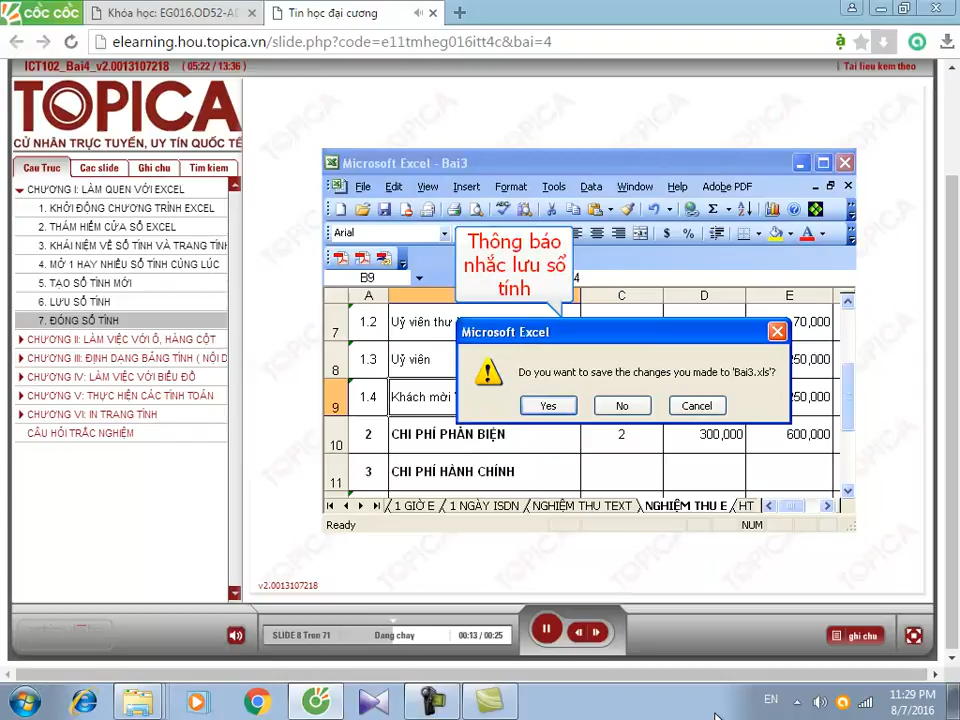 cốc cốc
Khóa học: EG016.OD52-AD
Tin học đại cương
elearning.hou.topica.vn/slide.php?code=e11tmheg016itt4c&bai=4
ICT102_Bai4_v2.0013107218 (05:22 / 13:36)
Tai lieu kem theo
TOPICA
CỬ NHÂN TRỰC TUYẾN, UY TÍN QUỐC TẾ
Cau Truc Cac slide Ghi chu Tim kiem
CHƯƠNG I: LÀM QUEN VỚI EXCEL
1. KHỞI ĐỘNG CHƯƠNG TRÌNH EXCEL
2. THÁM HIỂM CỬA SỔ EXCEL
3. KHÁI NIỆM VỀ SỔ TÍNH VÀ TRANG TÍNH
4. MỞ 1 HAY NHIỀU SỔ TÍNH CÙNG LÚC
5. TẠO SỔ TÍNH MỚI
6. LƯU SỔ TÍNH
7. ĐÓNG SỔ TÍNH
CHƯƠNG II: LÀM VIỆC VỚI Ô, HÀNG CỘT
CHƯƠNG III: ĐỊNH DẠNG BẢNG TÍNH ( NỘI D
CHƯƠNG IV: LÀM VIỆC VỚI BIỂU ĐỒ
CHƯƠNG V: THỰC HIỆN CÁC TÍNH TOÁN
CHƯƠNG VI: IN TRANG TÍNH
CÂU HỎI TRẮC NGHIỆM
Microsoft Excel - Bai3
File Edit View Insert Format Tools Data Window Help Adobe PDF
Arial
Thông báo
nhắc lưu sổ
tính
B9
4
A C D E
7 1.2 Uỷ viên thư 70,000
8 1.3 Uỷ viên 250,000
9 1.4 Khách mời 250,000
Microsoft Excel
Do you want to save the changes you made to 'Bai3.xls'?
Yes No Cancel
10 2 CHI PHÍ PHẢN BIỆN 2 300,000 600,000
11 3 CHI PHÍ HÀNH CHÍNH
1 GIỜ E 1 NGÀY ISDN NGHIỆM THU TEXT NGHIỆM THU E HT
Ready NUM
v2.0013107218
SLIDE 8 Tren 71 Dang chay 00:13 / 00:25
ghi chu
EN
11:29 PM
8/7/2016